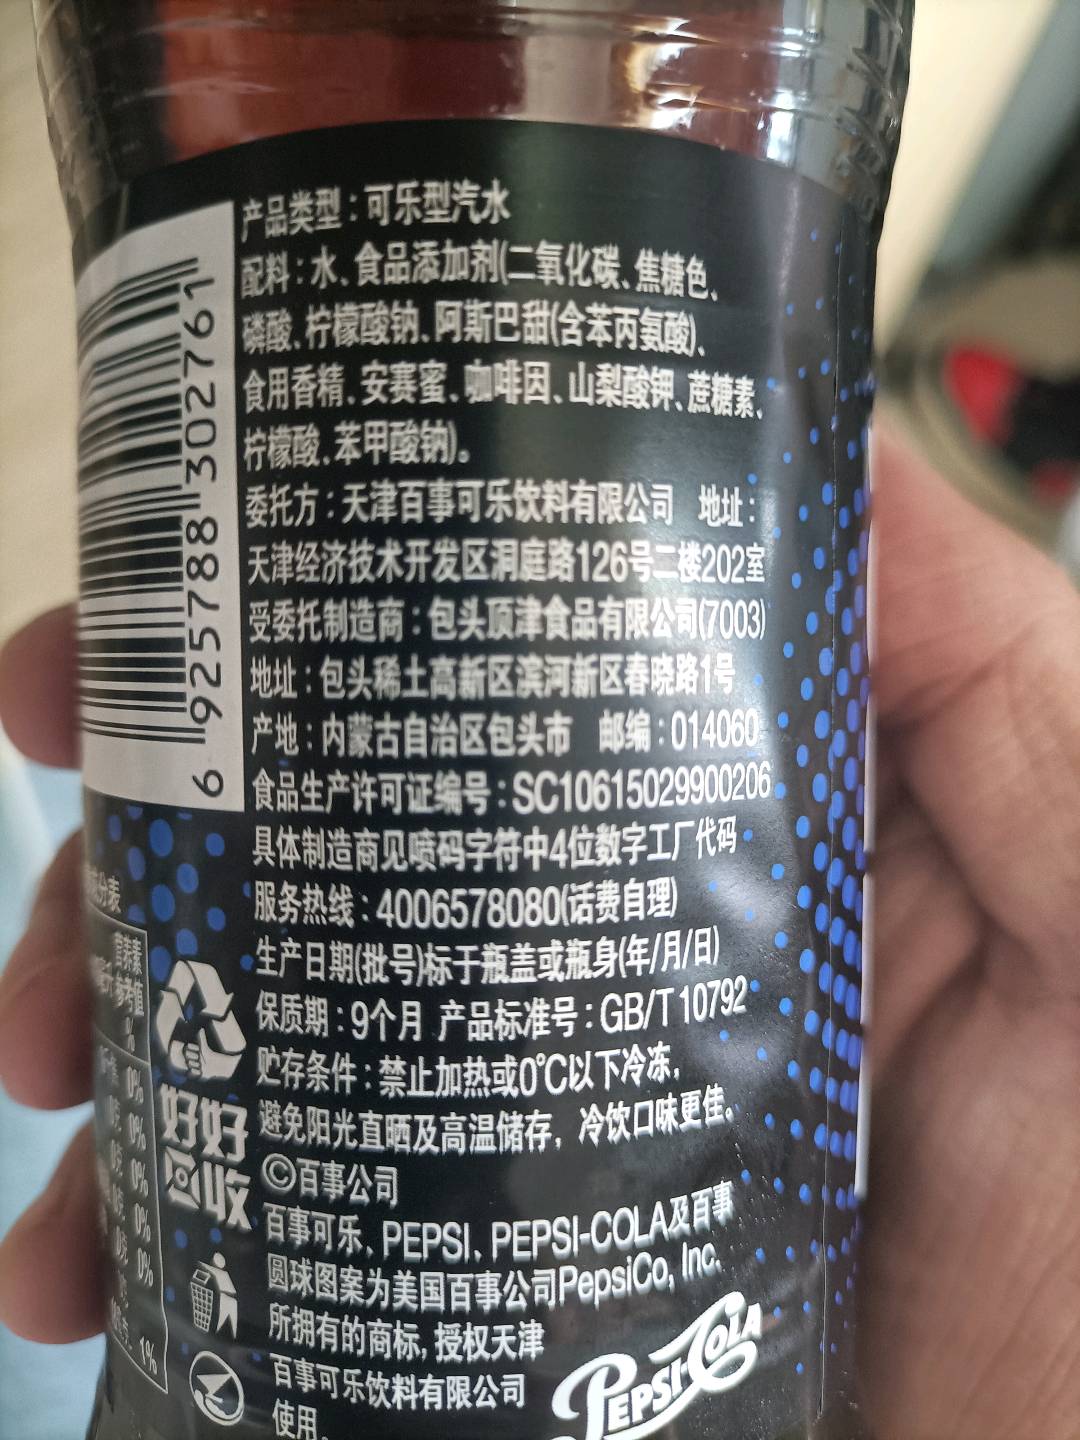 产品类型：可乐型汽水
配料：水、食品添加剂(二氧化碳、焦糖色、
磷酸、柠檬酸钠、阿斯巴甜(含苯丙氨酸)、
食用香精、安赛蜜、咖啡因、山梨酸钾、蔗糖素、
柠檬酸、苯甲酸钠)。
委托方：天津百事可乐饮料有限公司 地址：
天津经济技术开发区洞庭路126号二楼202室
受委托制造商：包头顶津食品有限公司(7003)
地址：包头稀土高新区滨河新区春晓路1号
产地：内蒙古自治区包头市 邮编：014060
食品生产许可证编号：SC10615029900206
具体制造商见喷码字符中4位数字工厂代码
服务热线：4006578080(话费自理)
生产日期(批号)标于瓶盖或瓶身(年/月/日)
保质期：9个月 产品标准号：GB/T 10792
贮存条件：禁止加热或0℃以下冷冻，
避免阳光直晒及高温储存，冷饮口味更佳。
©百事公司
百事可乐、PEPSI、PEPSI-COLA及百事
圆球图案为美国百事公司PepsiCo, Inc.
所拥有的商标，授权天津
百事可乐饮料有限公司
使用。
PEPSI-COLA
6 925788 302761
好好
回收
分表
营养素
参考值
%
0%
0%
0%
0%
0%
1%